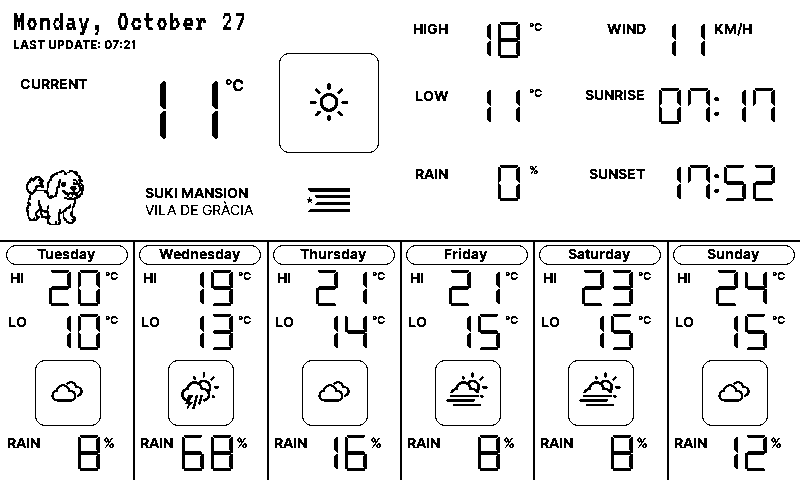 Monday, October 27
LAST UPDATE: 07:21
CURRENT 11 °C
SUKI MANSION
VILA DE GRÀCIA
HIGH 18 °C
LOW 11 °C
RAIN 0 %
WIND 11 KM/H
SUNRISE 07:17
SUNSET 17:52
Tuesday
HI 20 °C
LO 10 °C
RAIN 8 %
Wednesday
HI 19 °C
LO 13 °C
RAIN 68 %
Thursday
HI 21 °C
LO 14 °C
RAIN 16 %
Friday
HI 21 °C
LO 15 °C
RAIN 8 %
Saturday
HI 23 °C
LO 15 °C
RAIN 8 %
Sunday
HI 24 °C
LO 15 °C
RAIN 12 %